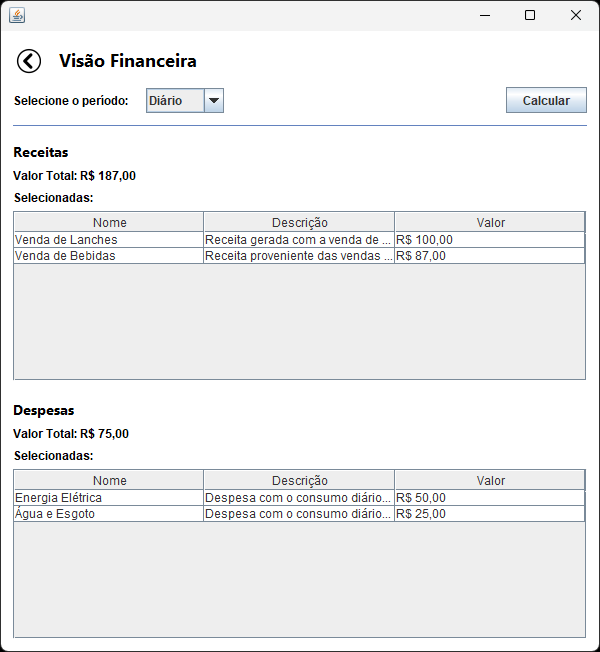 Visão Financeira
Selecione o período: Diário Calcular
Receitas
Valor Total: R$ 187,00
Selecionadas:
Nome Descrição Valor
Venda de Lanches Receita gerada com a venda de ... R$ 100,00
Venda de Bebidas Receita proveniente das vendas ... R$ 87,00
Despesas
Valor Total: R$ 75,00
Selecionadas:
Nome Descrição Valor
Energia Elétrica Despesa com o consumo diário... R$ 50,00
Água e Esgoto Despesa com o consumo diário... R$ 25,00